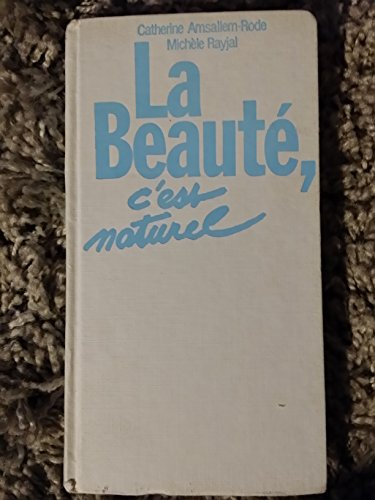 Catherine Amsallem-Rode
Michèle Rayjal
La
Beauté,
c'est
naturel